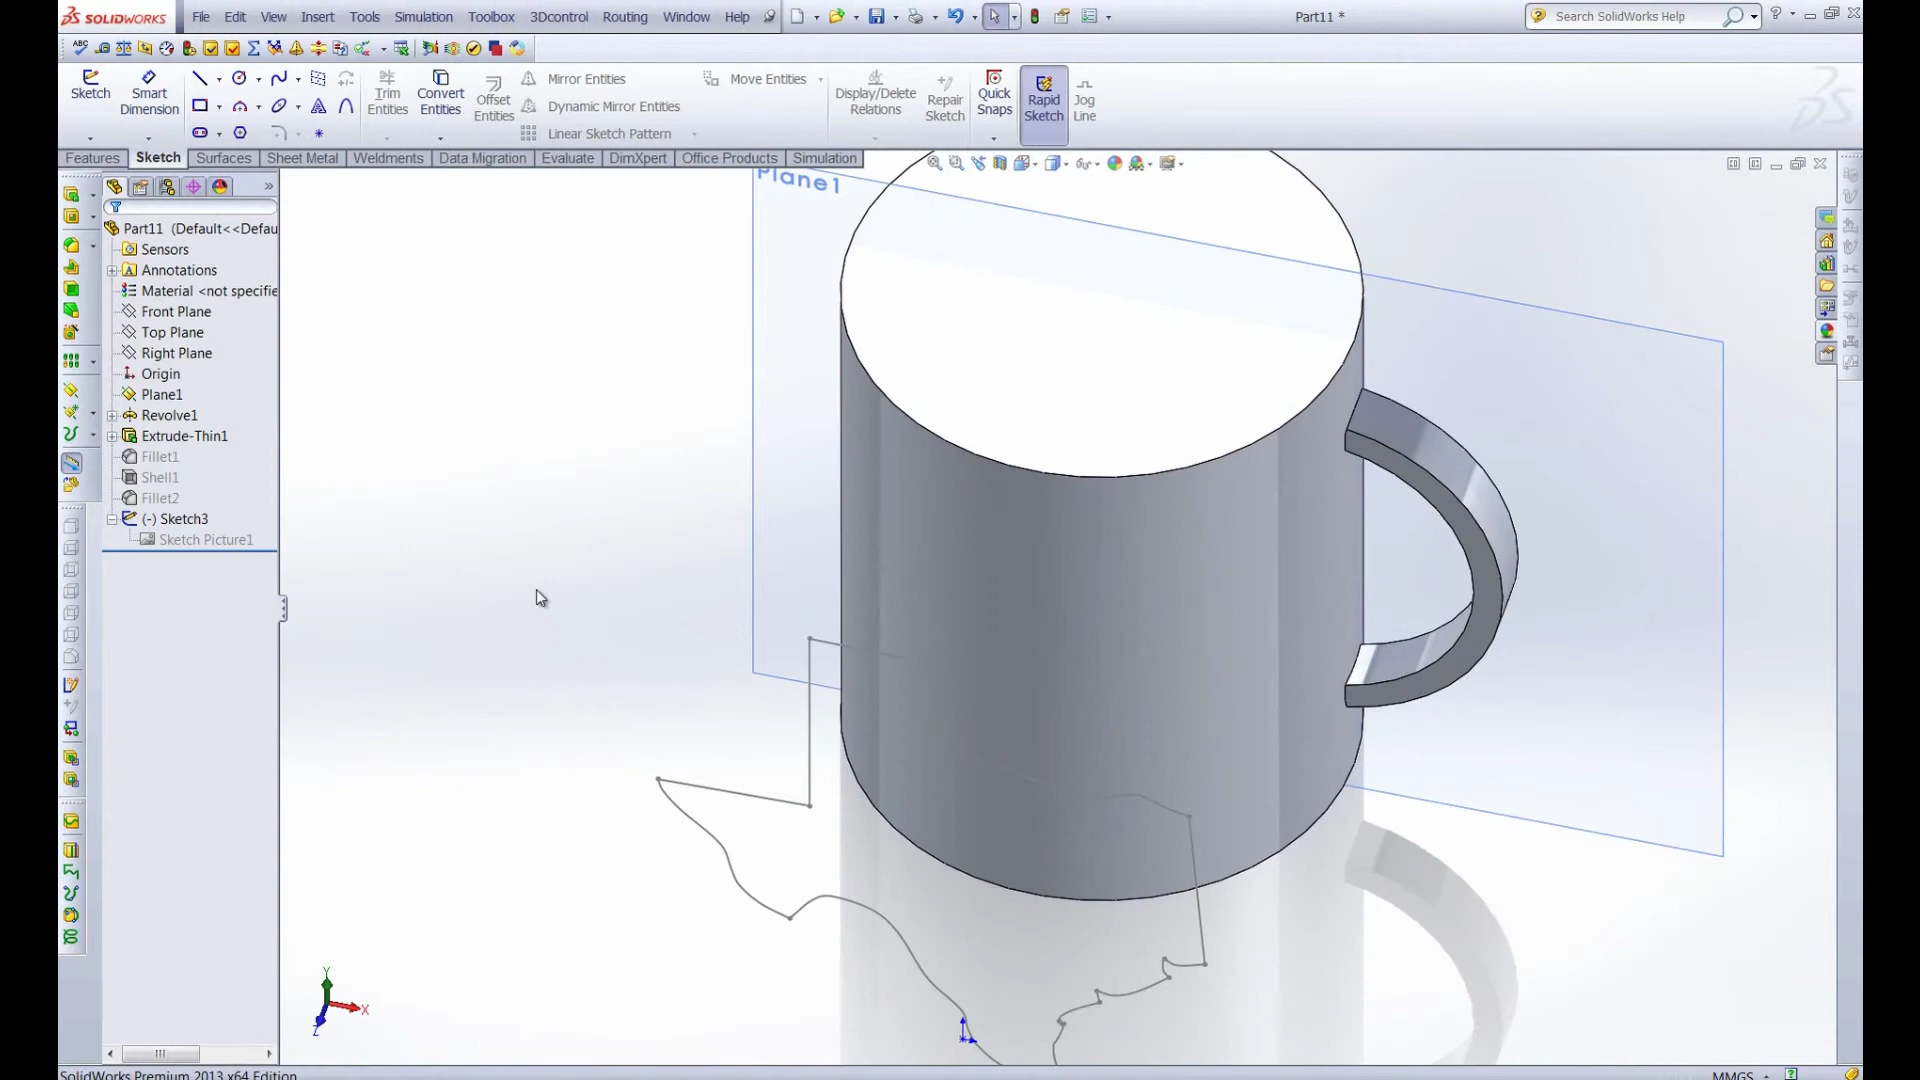 SOLIDWORKS File Edit View Insert Tools Simulation Toolbox 3Dcontrol Routing Window Help Part11 * Search SolidWorks Help
Sketch Smart Dimension Trim Entities Convert Entities Offset Entities Mirror Entities Dynamic Mirror Entities Linear Sketch Pattern Move Entities Display/Delete Relations Repair Sketch Quick Snaps Rapid Sketch Jog Line
Features Sketch Surfaces Sheet Metal Weldments Data Migration Evaluate DimXpert Office Products Simulation
Plane1
Part11 (Default<<Defau
Sensors
Annotations
Material <not specifie
Front Plane
Top Plane
Right Plane
Origin
Plane1
Revolve1
Extrude-Thin1
Fillet1
Shell1
Fillet2
(-) Sketch3
Sketch Picture1
Y
X
Z
SolidWorks Premium 2013 x64 Edition MMGS